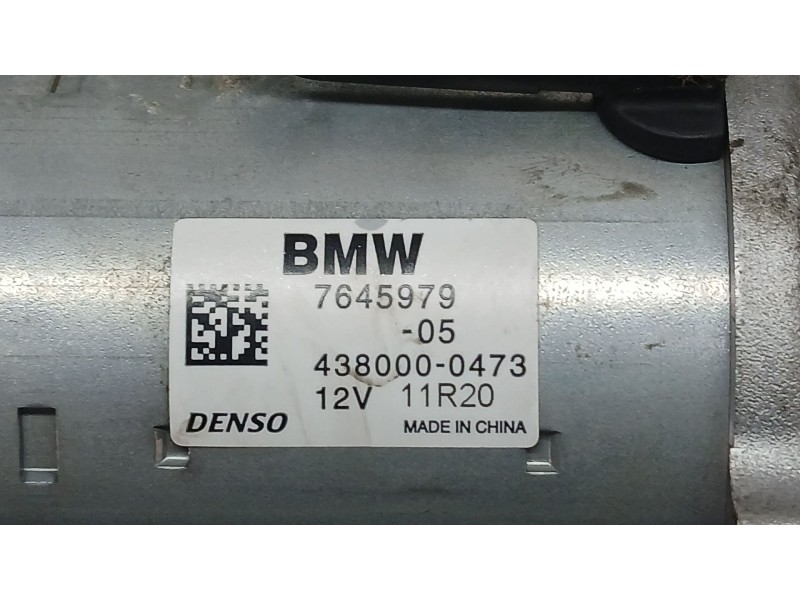 BMW
7645979
-05
438000-0473
12V 11R20
DENSO MADE IN CHINA